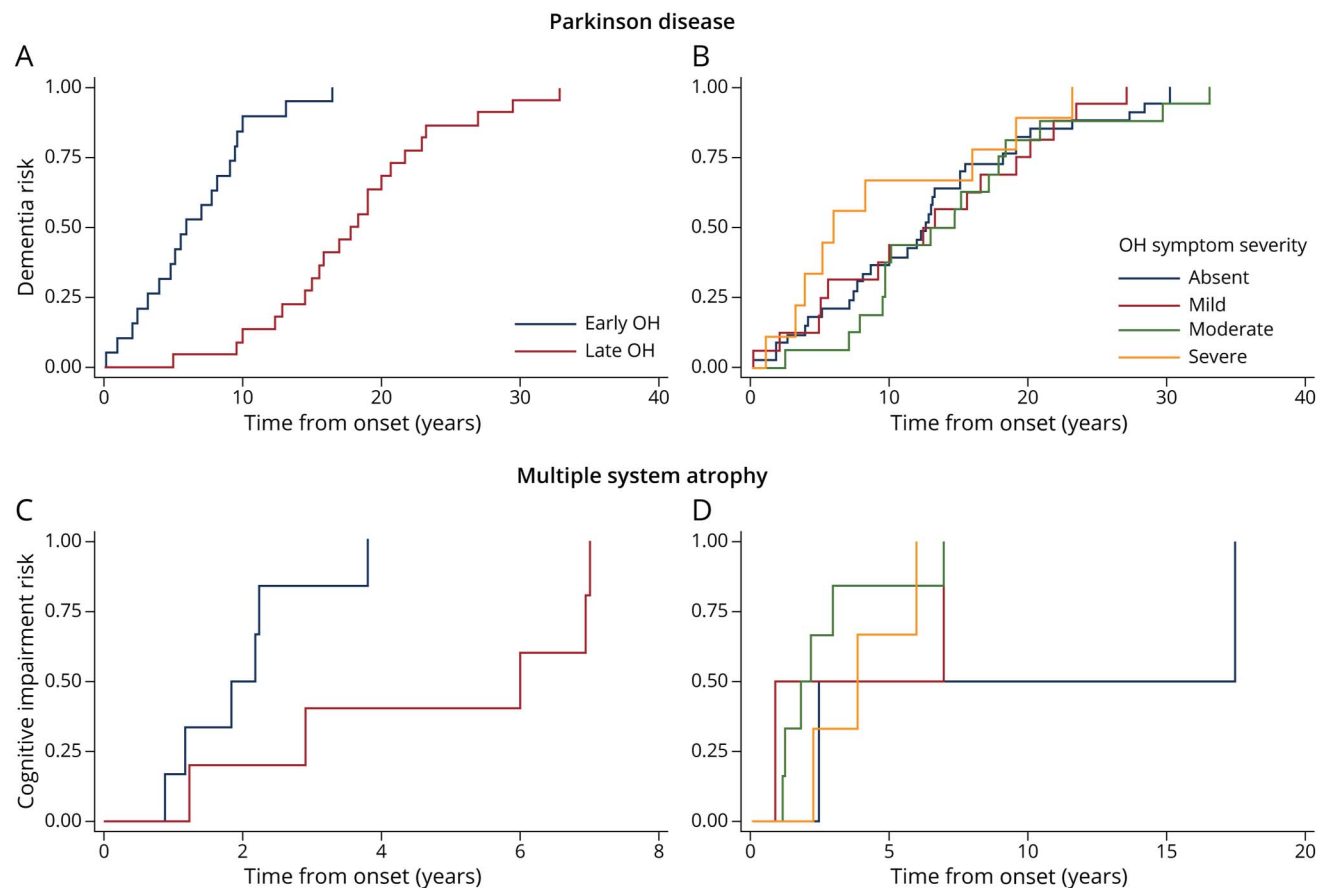 Parkinson disease
A
1.00
0.75
0.50
0.25
0.00
Dementia risk
Early OH
Late OH
0 10 20 30 40
Time from onset (years)
B
1.00
0.75
0.50
0.25
0.00
OH symptom severity
Absent
Mild
Moderate
Severe
0 10 20 30 40
Time from onset (years)
Multiple system atrophy
C
1.00
0.75
0.50
0.25
0.00
Cognitive impairment risk
0 2 4 6 8
Time from onset (years)
D
1.00
0.75
0.50
0.25
0.00
0 5 10 15 20
Time from onset (years)